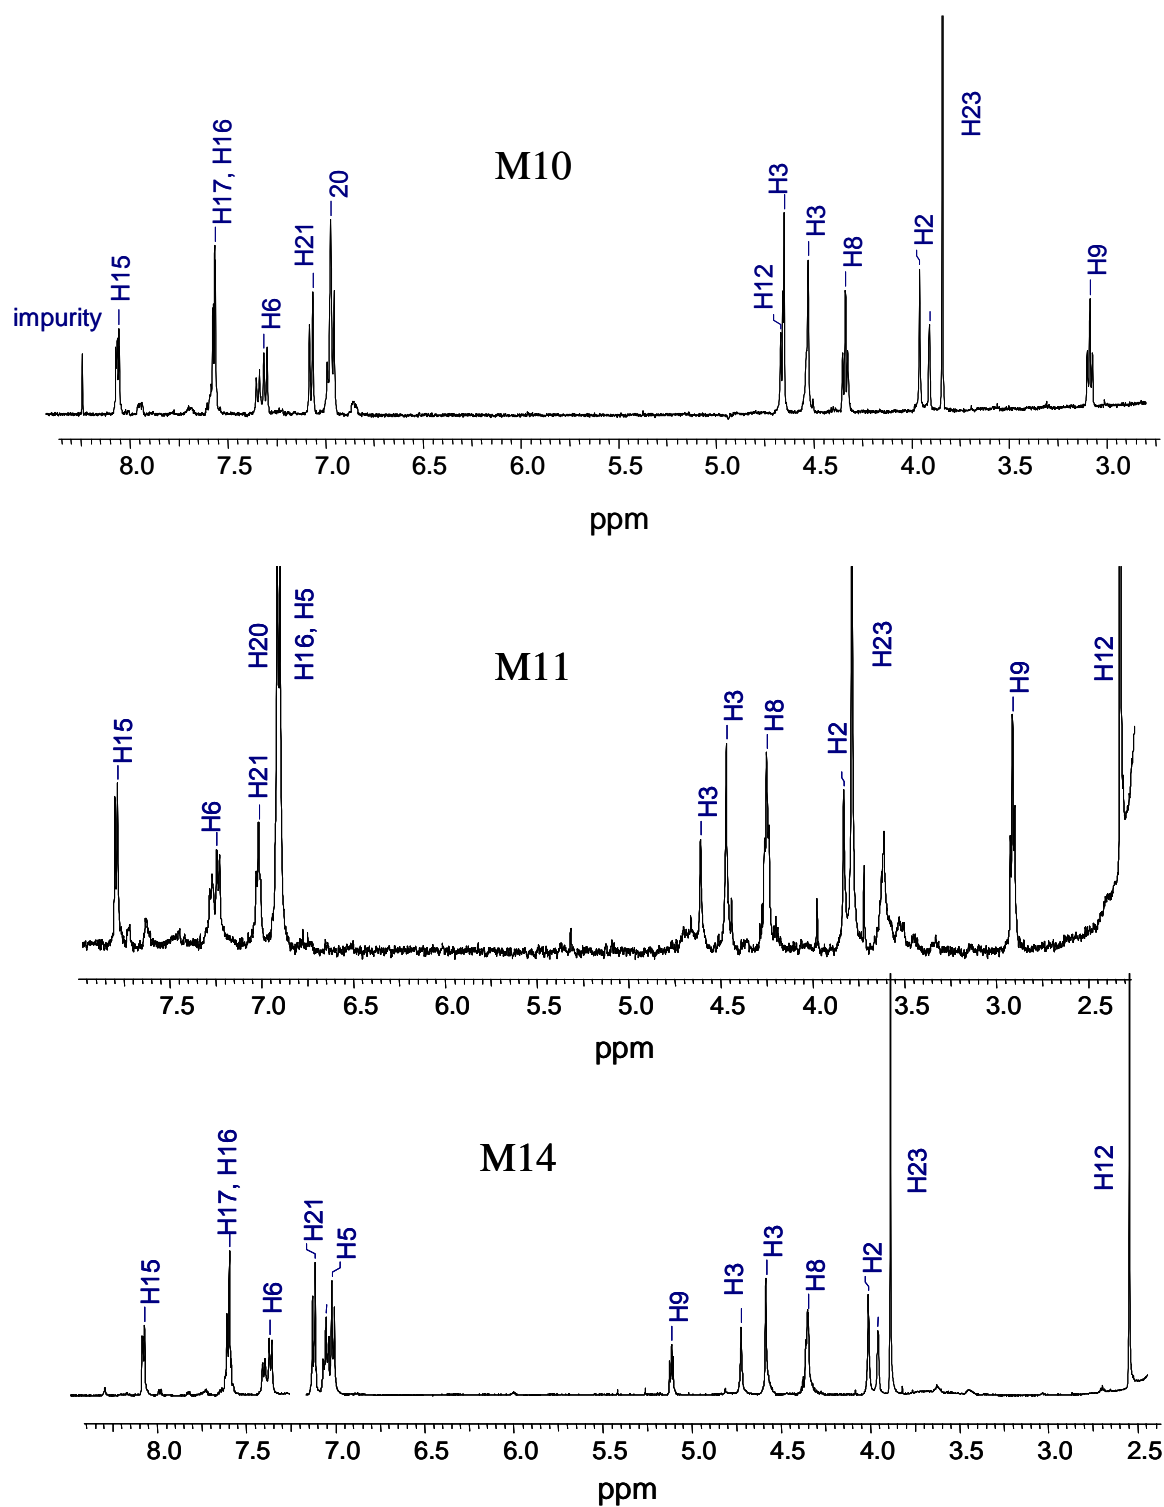 M10
H23
H17, H16
20
H3
H3
H2
H8
H9
H21
H15
H12
H6
impurity
8.0 7.5 7.0 6.5 6.0 5.5 5.0 4.5 4.0 3.5 3.0
ppm
M11
H20
H16, H5
H23
H12
H9
H3
H8
H2
H15
H21
H3
H6
7.5 7.0 6.5 6.0 5.5 5.0 4.5 4.0 3.5 3.0 2.5
ppm
M14
H17, H16
H23
H12
H21
H5
H3
H2
H15
H3
H8
H6
H9
8.0 7.5 7.0 6.5 6.0 5.5 5.0 4.5 4.0 3.5 3.0 2.5
ppm